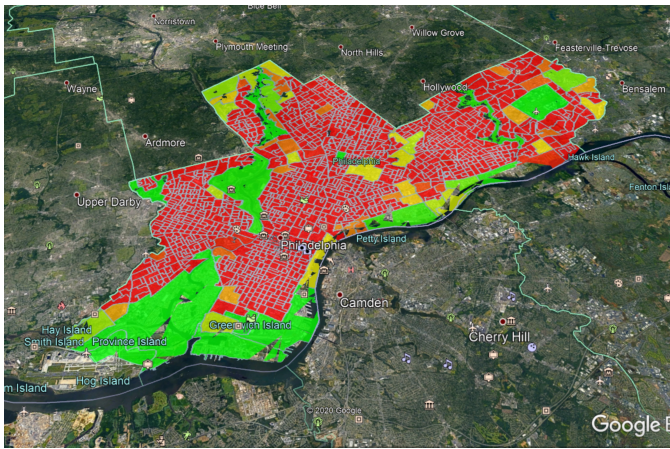 Blue Bell
Norristown
Plymouth Meeting
Willow Grove
North Hills
Feasterville-Trevose
Wayne
Hollywood
Bensalem
Ardmore
Hawk Island
Philadelphia
Upper Darby
Fenton Isl
Petty Island
Philadelphia
Camden
Greenwich Island
Hay Island
Smith Island
Province Island
Cherry Hill
Hog Island
m Island
© 2020 Google
Google E